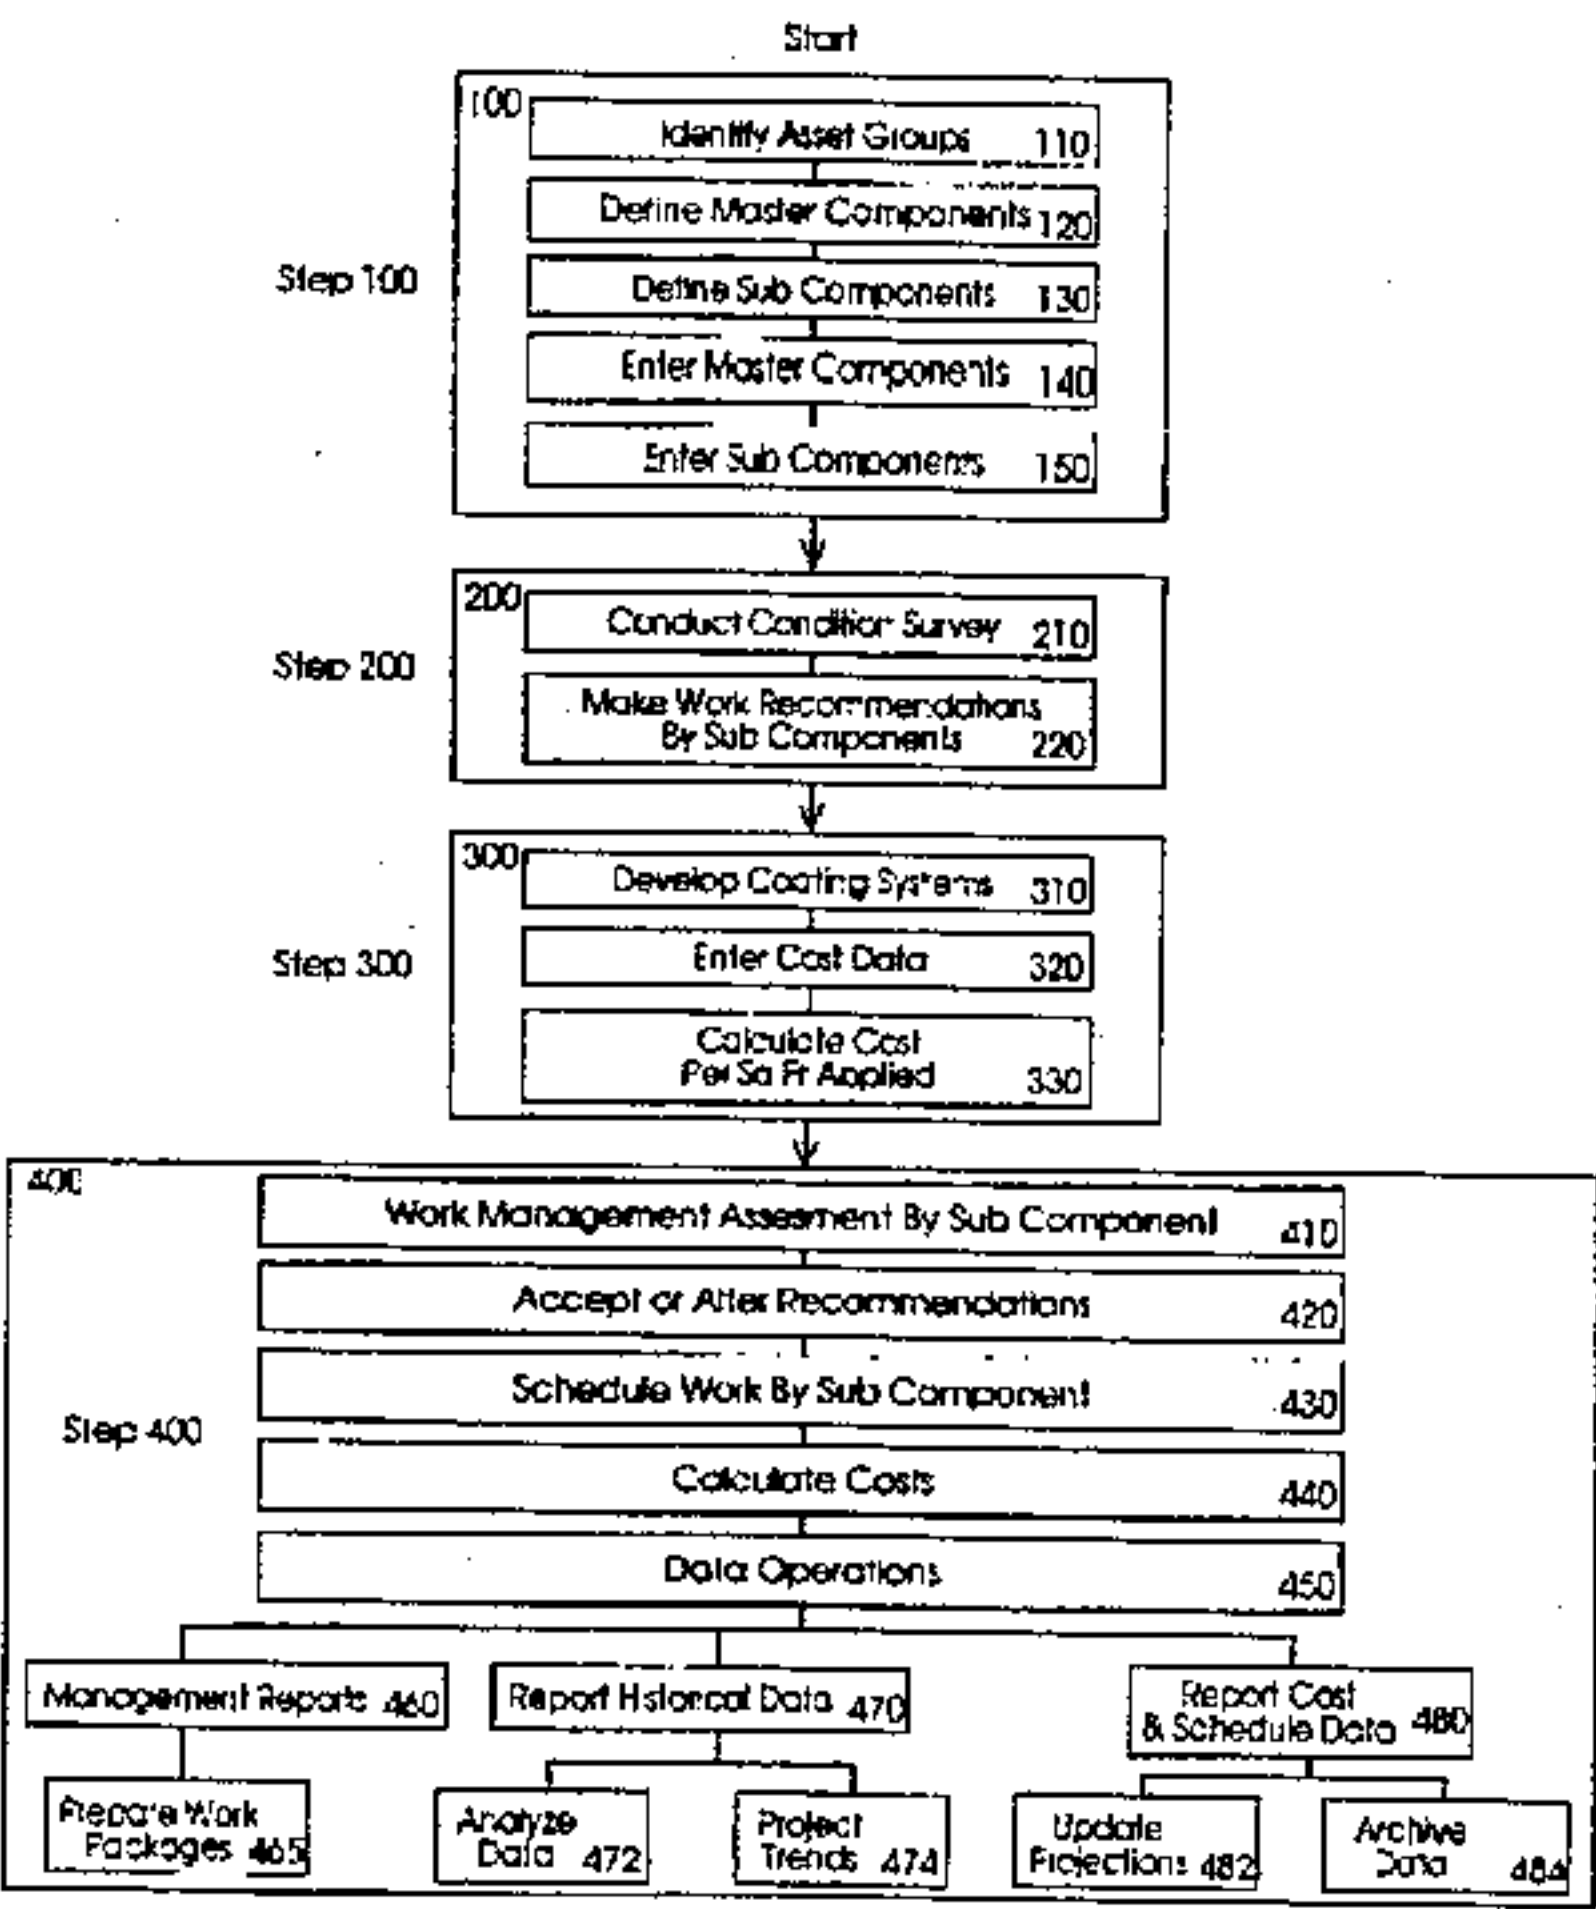 Start
100
Identify Asset Groups 110
Define Master Components 120
Step 100
Define Sub Components 130
Enter Master Components 140
Enter Sub Components 150
200
Conduct Condition Survey 210
Step 200
Make Work Recommendations
By Sub Components 220
300
Develop Coating Systems 310
Step 300
Enter Cost Data 320
Calculate Cost
Per Sq Ft Applied 330
400
Work Management Assesment By Sub Component 410
Accept or Alter Recommendations 420
Schedule Work By Sub Component 430
Step 400
Calculate Costs 440
Data Operations 450
Management Reports 460
Report Historical Data 470
Report Cost
& Schedule Data 480
Prepare Work
Packages 465
Analyze
Data 472
Project
Trends 474
Update
Projections 482
Archive
Data 484